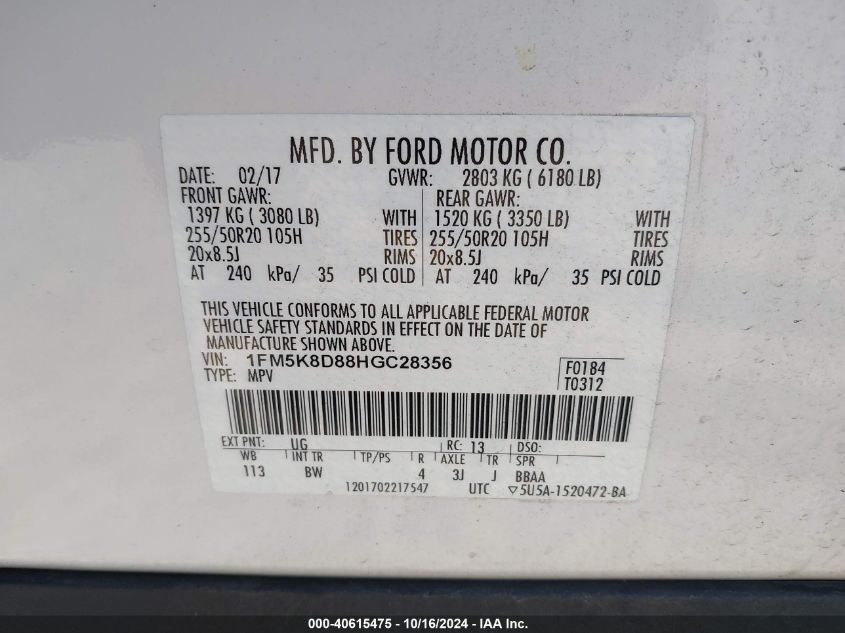 MFD. BY FORD MOTOR CO.
DATE: 02/17 GVWR: 2803 KG ( 6180 LB)
FRONT GAWR: REAR GAWR:
1397 KG ( 3080 LB) WITH 1520 KG ( 3350 LB) WITH
255/50R20 105H TIRES 255/50R20 105H TIRES
20x8.5J RIMS 20x8.5J RIMS
AT 240 kPa/ 35 PSI COLD AT 240 kPa/ 35 PSI COLD
THIS VEHICLE CONFORMS TO ALL APPLICABLE FEDERAL MOTOR
VEHICLE SAFETY STANDARDS IN EFFECT ON THE DATE OF
MANUFACTURE SHOWN ABOVE.
VIN: 1FM5K8D88HGC28356 F0184
TYPE: MPV T0312
EXT PNT: UG RC: 13 DSO:
WB INT TR TP/PS R AXLE TR SPR
113 BW 4 3J J BBAA
1201702217547 UTC ▽5U5A-1520472-BA
000-40615475 - 10/16/2024 - IAA Inc.